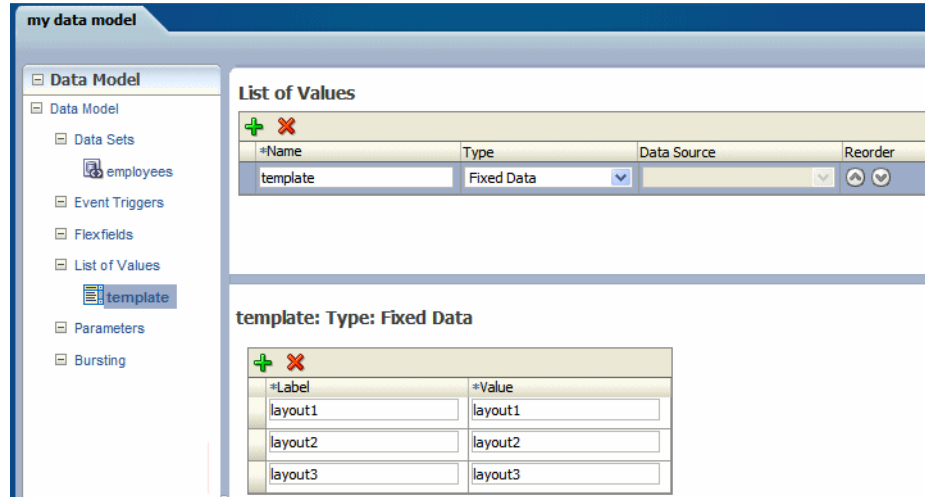 my data model
Data Model
Data Model
Data Sets
employees
Event Triggers
Flexfields
List of Values
template
Parameters
Bursting
List of Values
*Name Type Data Source Reorder
template Fixed Data
template: Type: Fixed Data
*Label *Value
layout1 layout1
layout2 layout2
layout3 layout3